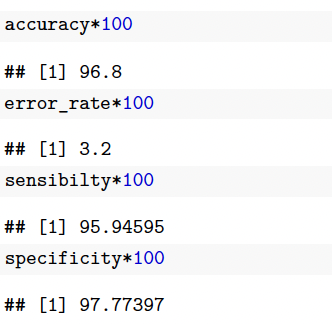 accuracy*100
## [1] 96.8
error_rate*100
## [1] 3.2
sensibilty*100
## [1] 95.94595
specificity*100
## [1] 97.77397